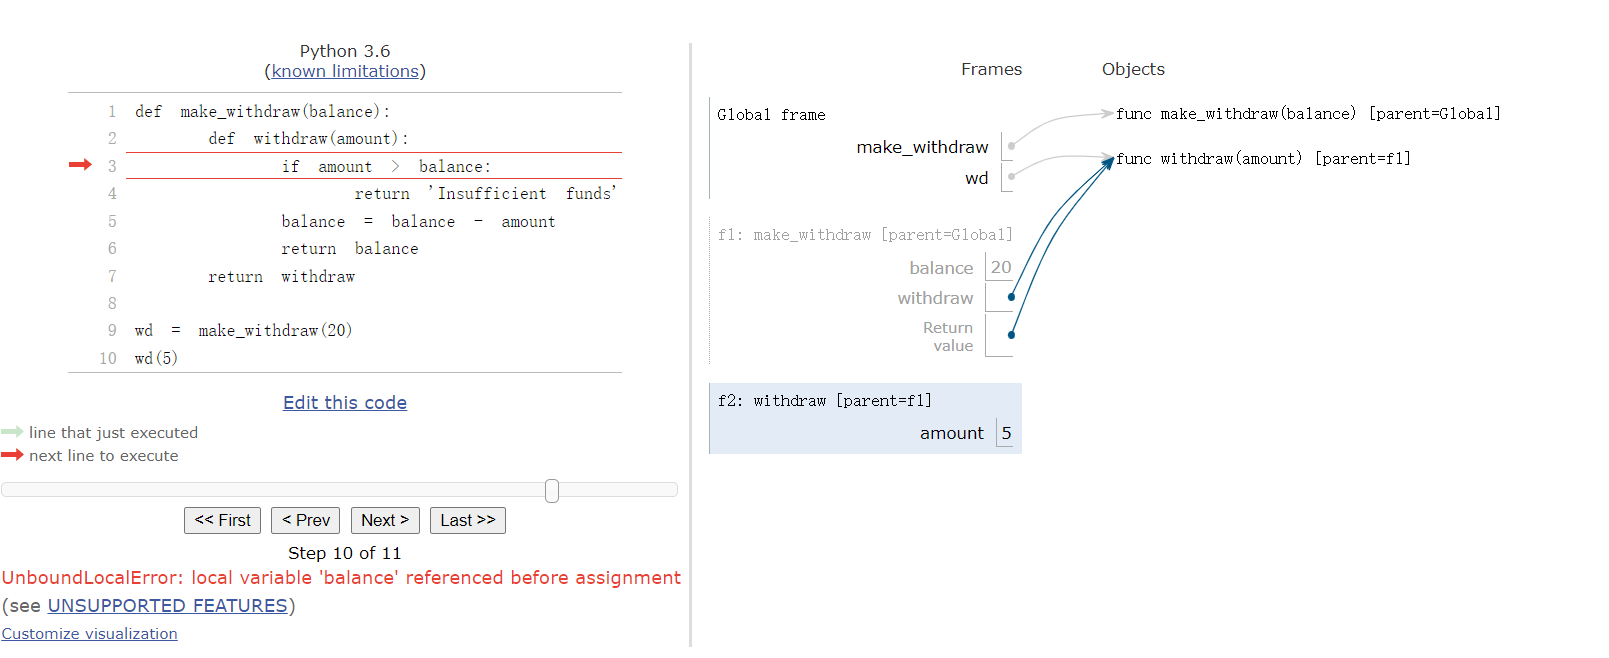 Python 3.6
(known limitations)
1 def make_withdraw(balance):
2 def withdraw(amount):
3 if amount > balance:
4 return 'Insufficient funds'
5 balance = balance - amount
6 return balance
7 return withdraw
8
9 wd = make_withdraw(20)
10 wd(5)
Edit this code
line that just executed
next line to execute
<< First
< Prev
Next >
Last >>
Step 10 of 11
UnboundLocalError: local variable 'balance' referenced before assignment
(see UNSUPPORTED FEATURES)
Customize visualization
Frames
Objects
Global frame
make_withdraw
wd
func make_withdraw(balance) [parent=Global]
func withdraw(amount) [parent=f1]
f1: make_withdraw [parent=Global]
balance 20
withdraw
Return
value
f2: withdraw [parent=f1]
amount 5